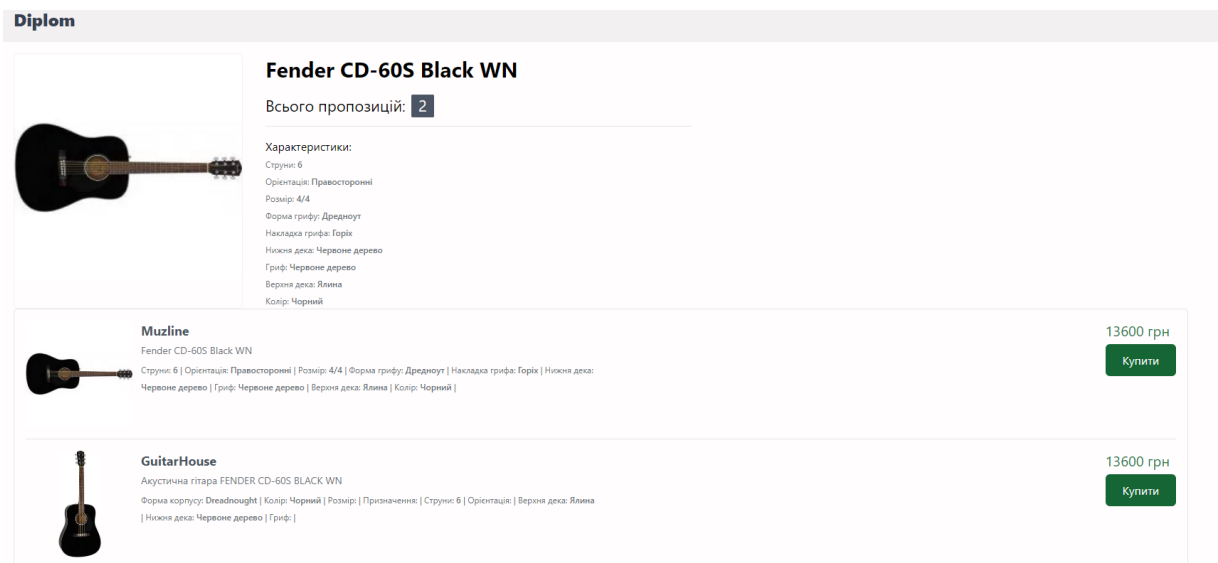 Diplom
Fender CD-60S Black WN
Всього пропозицій: 2
Характеристики:
Струни: 6
Орієнтація: Правосторонні
Розмір: 4/4
Форма грифу: Дредноут
Накладка грифа: Горіх
Нижня дека: Червоне дерево
Гриф: Червоне дерево
Верхня дека: Ялина
Колір: Чорний
Muzline
Fender CD-60S Black WN
Струни: 6 | Орієнтація: Правосторонні | Розмір: 4/4 | Форма грифу: Дредноут | Накладка грифа: Горіх | Нижня дека:
Червоне дерево | Гриф: Червоне дерево | Верхня дека: Ялина | Колір: Чорний |
13600 грн
Купити
GuitarHouse
Акустична гітара FENDER CD-60S BLACK WN
Форма корпусу: Dreadnought | Колір: Чорний | Розмір: | Призначення: | Струни: 6 | Орієнтація: | Верхня дека: Ялина
| Нижня дека: Червоне дерево | Гриф: |
13600 грн
Купити